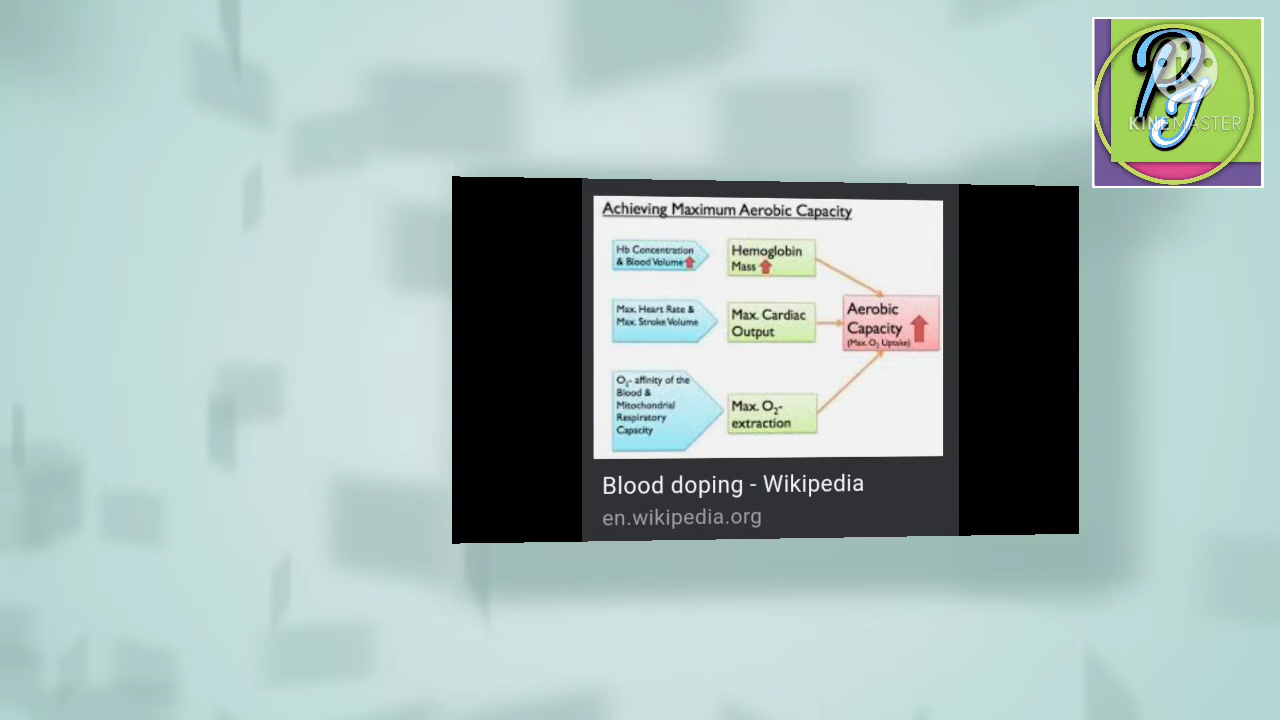 Achieving Maximum Aerobic Capacity
Hb Concentration
& Blood Volume
Hemoglobin
Mass
Max. Heart Rate &
Max. Stroke Volume
Max. Cardiac
Output
Aerobic
Capacity
(Max. O₂ Uptake)
O₂- affinity of the
Blood &
Mitochondrial
Respiratory
Capacity
Max. O₂-
extraction
Blood doping - Wikipedia
en.wikipedia.org
KINEMASTER